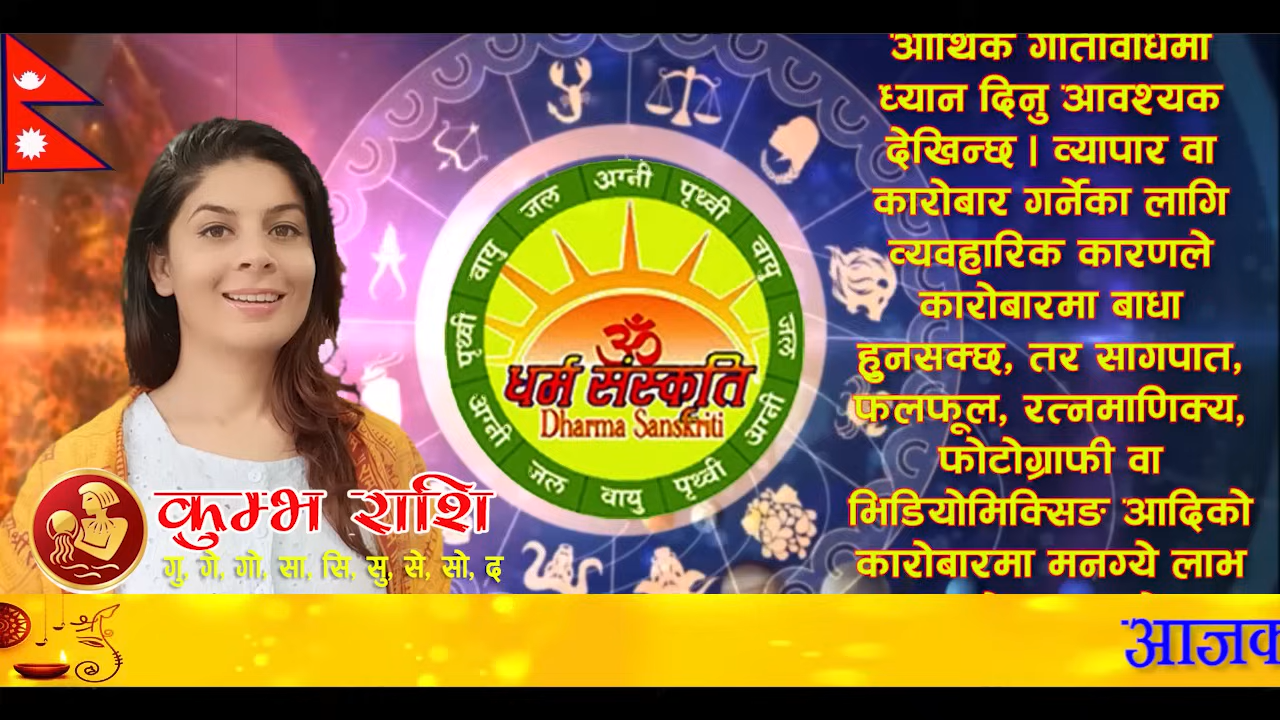 आर्थिक गतिविधिमा
ध्यान दिनु आवश्यक
देखिन्छ । व्यापार वा
कारोबार गर्नेका लागि
व्यवहारिक कारणले
कारोबारमा बाधा
हुनसक्छ, तर सागपात,
फलफूल, रत्नमाणिक्य,
फोटोग्राफी वा
भिडियोमिक्सिङ आदिको
कारोबारमा मनग्ये लाभ
जल अग्नी पृथ्वी वायु जल अग्नी पृथ्वी वायु जल अग्नी पृथ्वी वायु
ॐ
धर्म संस्कृति
Dharma Sanskriti
कुम्भ राशि
गु, गे, गो, सा, सि, सु, से, सो, द
श्री
आजक